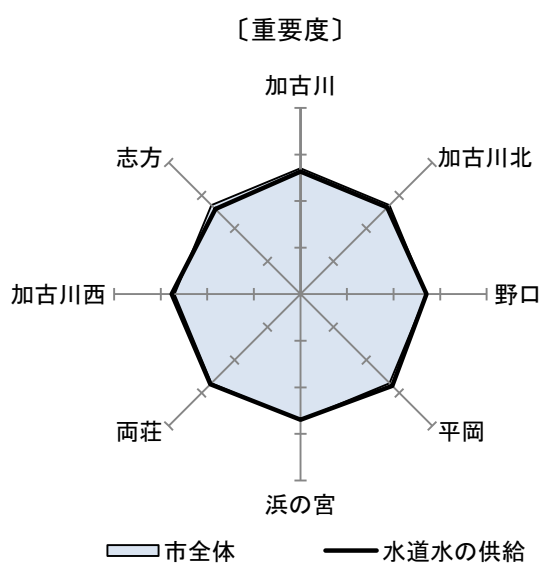 〔重要度〕
加古川
加古川北
野口
平岡
浜の宮
両荘
加古川西
志方
市全体
水道水の供給